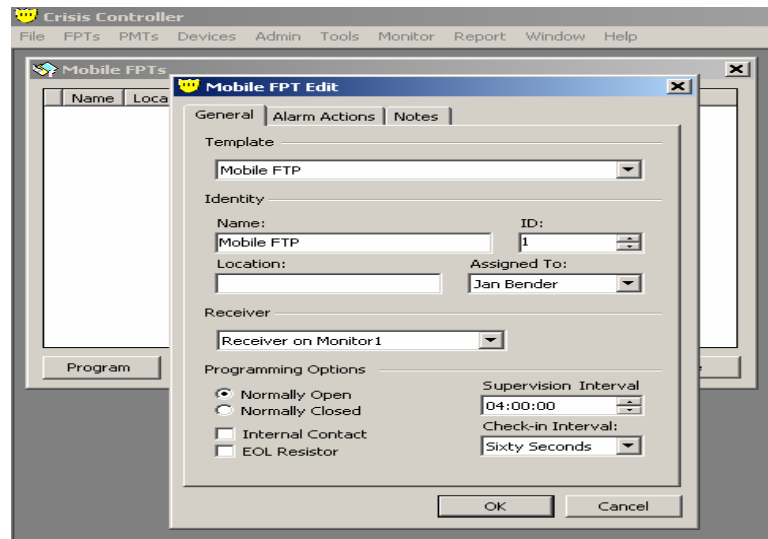 Crisis Controller
File FPTs PMTs Devices Admin Tools Monitor Report Window Help
Mobile FPTs
Name Loca
Mobile FPT Edit
General Alarm Actions Notes
Template
Mobile FTP
Identity
Name: ID:
Mobile FTP 1
Location: Assigned To:
Jan Bender
Receiver
Receiver on Monitor1
Programming Options
Supervision Interval
Normally Open
04:00:00
Normally Closed
Check-in Interval:
Internal Contact
Sixty Seconds
EOL Resistor
Program
OK Cancel